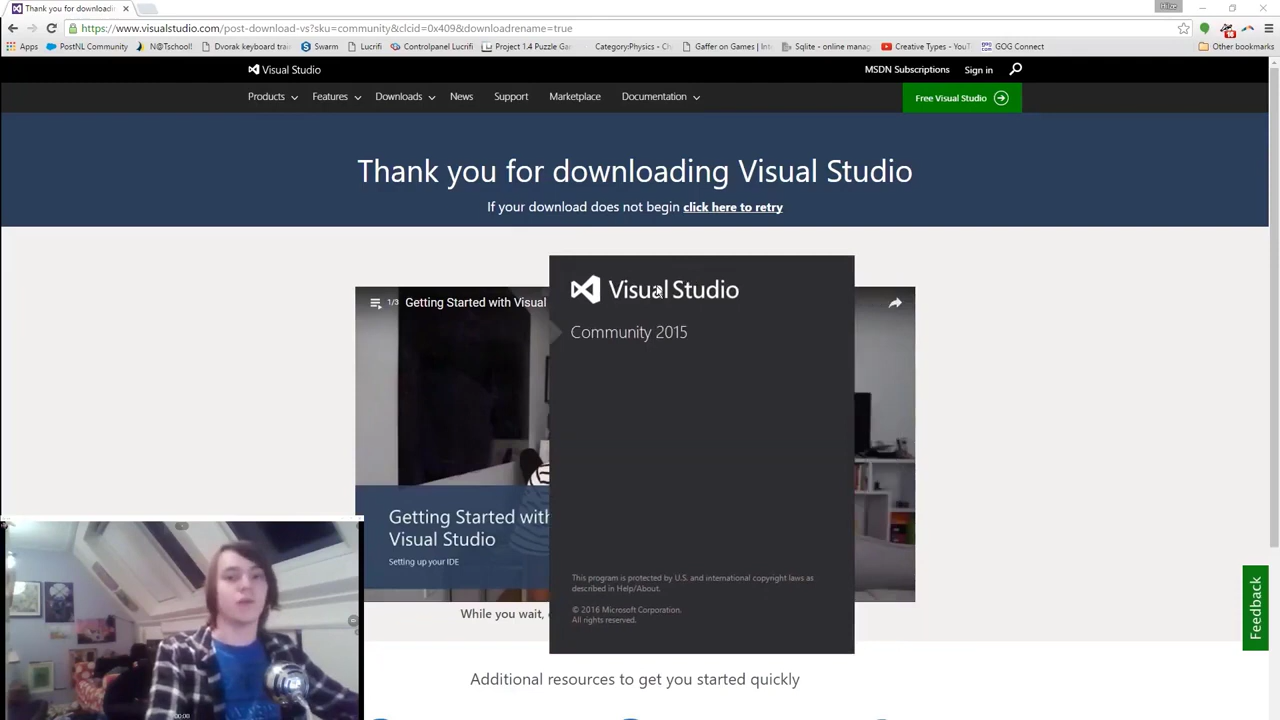 Thank you for downloadin
https://www.visualstudio.com/post-download-vs?sku=community&clcid=0x409&downloadrename=true
Apps
PostNL Community
N@Tschool!
Dvorak keyboard train
Swarm
Lucrifi
Controlpanel Lucrifi
Project 1.4 Puzzle Gam
Category:Physics - Ch
Gaffer on Games | Int
Sqlite - online manag
Creative Types - YouT
GOG Connect
Other bookmarks
Visual Studio
MSDN Subscriptions
Sign in
Products
Features
Downloads
News
Support
Marketplace
Documentation
Free Visual Studio
Thank you for downloading Visual Studio
If your download does not begin click here to retry
1/3 Getting Started with Visual
Visual Studio
Community 2015
Getting Started with
Visual Studio
Setting up your IDE
This program is protected by U.S. and international copyright laws as
described in Help/About.
© 2016 Microsoft Corporation.
All rights reserved.
While you wait,
Feedback
Additional resources to get you started quickly